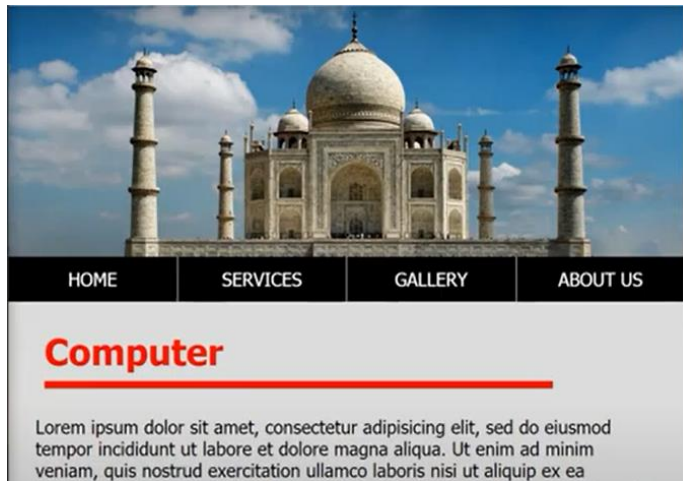 HOME
SERVICES
GALLERY
ABOUT US
Computer
Lorem ipsum dolor sit amet, consectetur adipisicing elit, sed do eiusmod
tempor incididunt ut labore et dolore magna aliqua. Ut enim ad minim
veniam, quis nostrud exercitation ullamco laboris nisi ut aliquip ex ea